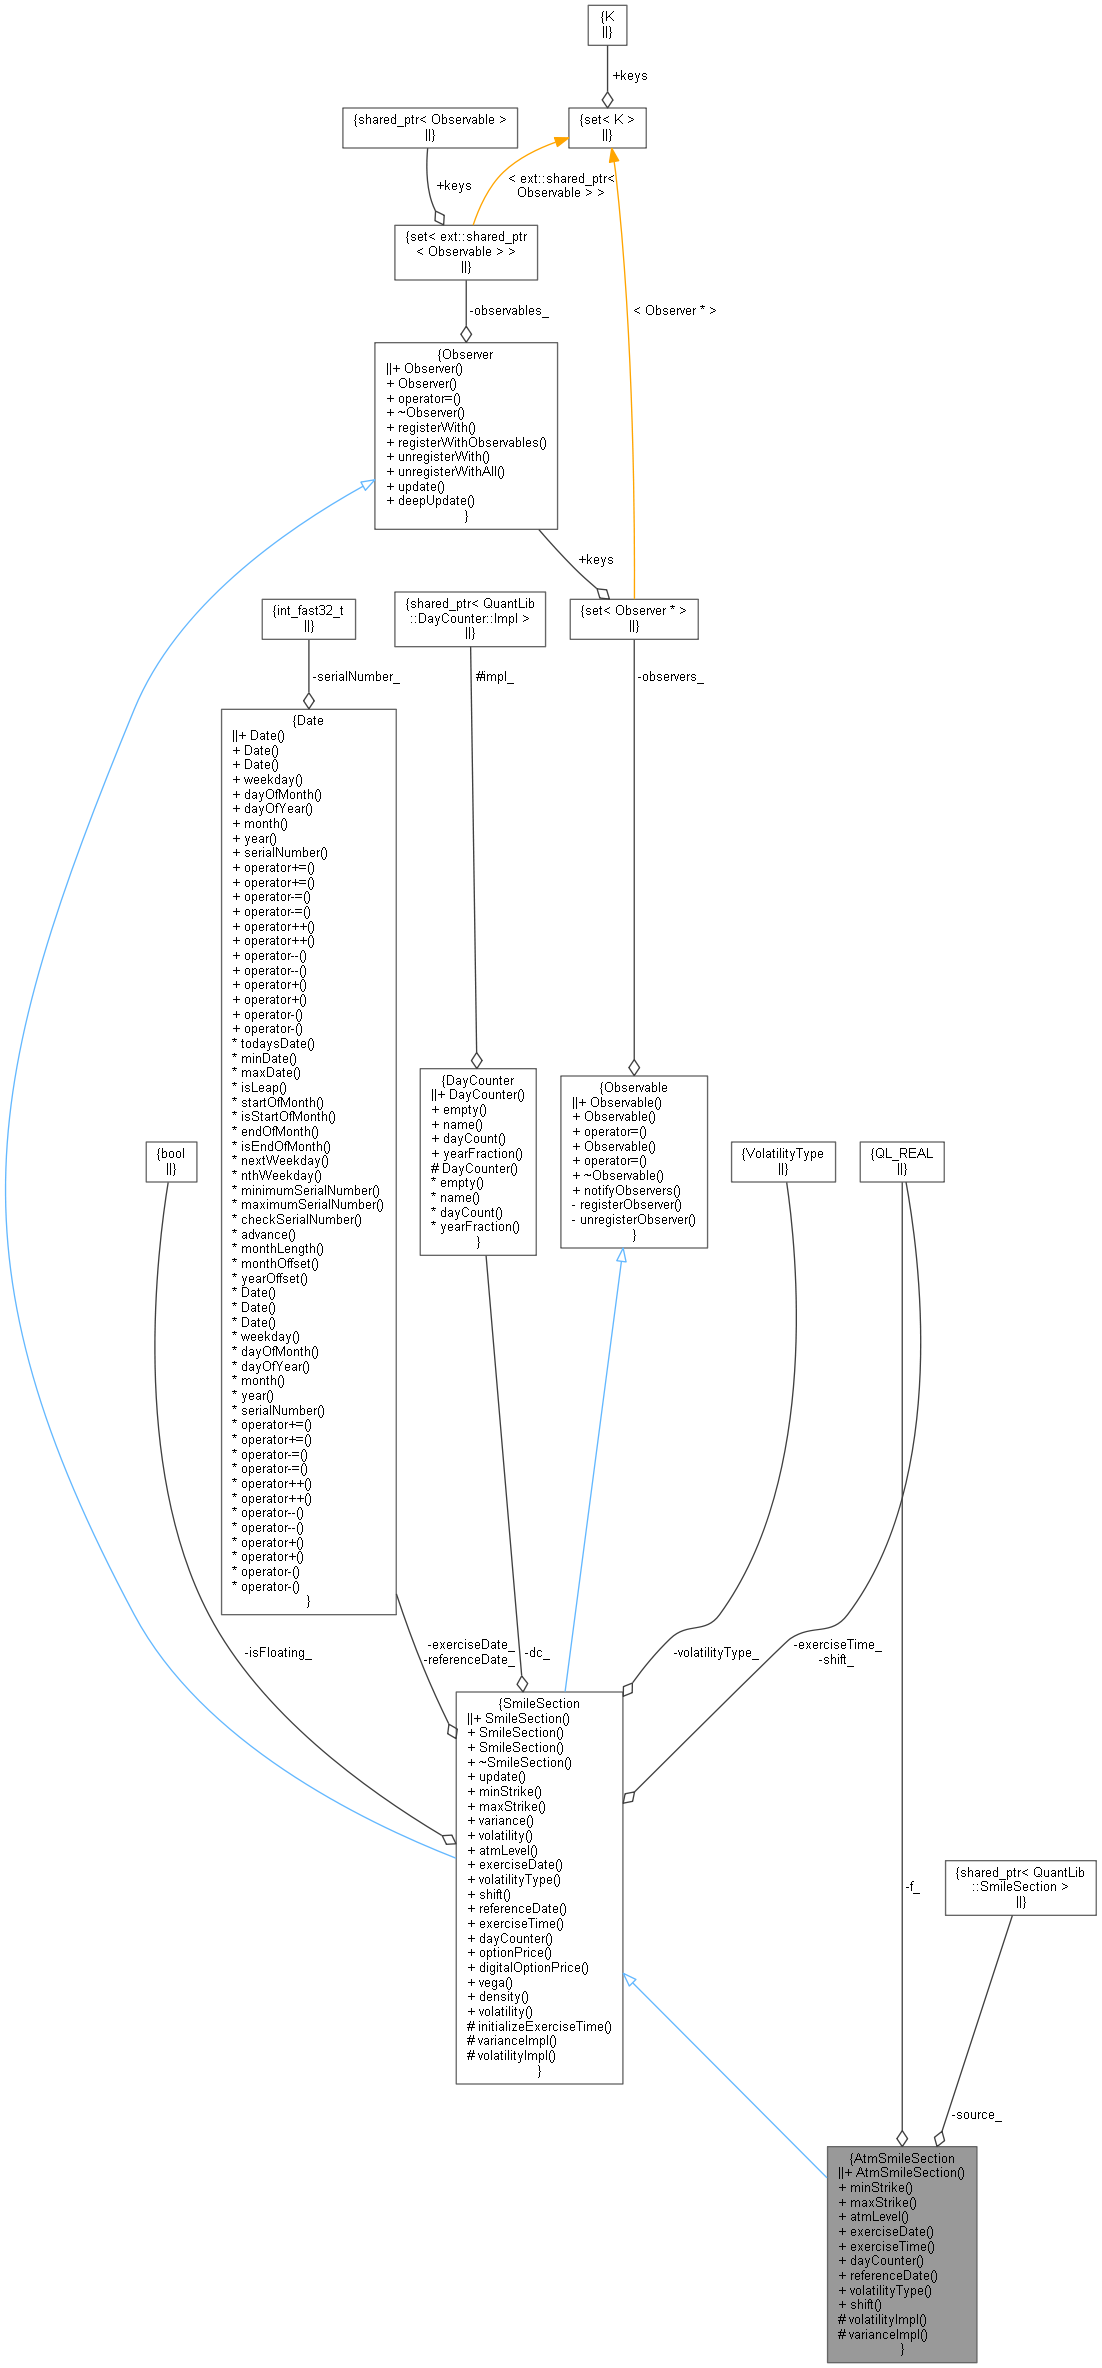 {K
||}
+keys
{shared_ptr< Observable >
||}
{set< K >
||}
+keys
< ext::shared_ptr<
Observable > >
{set< ext::shared_ptr
< Observable > >
||}
-observables_
< Observer * >
{Observer
||+ Observer()
+ Observer()
+ operator=()
+ ~Observer()
+ registerWith()
+ registerWithObservables()
+ unregisterWith()
+ unregisterWithAll()
+ update()
+ deepUpdate()
}
+keys
{int_fast32_t
||}
{shared_ptr< QuantLib
::DayCounter::Impl >
||}
{set< Observer * >
||}
-serialNumber_
#impl_
-observers_
{Date
||+ Date()
+ Date()
+ Date()
+ weekday()
+ dayOfMonth()
+ dayOfYear()
+ month()
+ year()
+ serialNumber()
+ operator+=()
+ operator+=()
+ operator-=()
+ operator-=()
+ operator++()
+ operator++()
+ operator--()
+ operator--()
+ operator+()
+ operator+()
+ operator-()
+ operator-()
* todaysDate()
* minDate()
* maxDate()
* isLeap()
* startOfMonth()
* isStartOfMonth()
* endOfMonth()
* isEndOfMonth()
* nextWeekday()
* nthWeekday()
* minimumSerialNumber()
* maximumSerialNumber()
* checkSerialNumber()
* advance()
* monthLength()
* monthOffset()
* yearOffset()
* Date()
* Date()
* Date()
* weekday()
* dayOfMonth()
* dayOfYear()
* month()
* year()
* serialNumber()
* operator+=()
* operator+=()
* operator-=()
* operator-=()
* operator++()
* operator++()
* operator--()
* operator--()
* operator+()
* operator+()
* operator-()
* operator-()
}
{DayCounter
||+ DayCounter()
+ empty()
+ name()
+ dayCount()
+ yearFraction()
# DayCounter()
* empty()
* name()
* dayCount()
* yearFraction()
}
{Observable
||+ Observable()
+ Observable()
+ operator=()
+ Observable()
+ operator=()
+ ~Observable()
+ notifyObservers()
- registerObserver()
- unregisterObserver()
}
{bool
||}
{VolatilityType
||}
{QL_REAL
||}
-isFloating_
-exerciseDate_
-referenceDate_
-dc_
-volatilityType_
-exerciseTime_
-shift_
{SmileSection
||+ SmileSection()
+ SmileSection()
+ SmileSection()
+ ~SmileSection()
+ update()
+ minStrike()
+ maxStrike()
+ variance()
+ volatility()
+ atmLevel()
+ exerciseDate()
+ volatilityType()
+ shift()
+ referenceDate()
+ exerciseTime()
+ dayCounter()
+ optionPrice()
+ digitalOptionPrice()
+ vega()
+ density()
+ volatility()
# initializeExerciseTime()
# varianceImpl()
# volatilityImpl()
}
-f_
{shared_ptr< QuantLib
::SmileSection >
||}
-source_
{AtmSmileSection
||+ AtmSmileSection()
+ minStrike()
+ maxStrike()
+ atmLevel()
+ exerciseDate()
+ exerciseTime()
+ dayCounter()
+ referenceDate()
+ volatilityType()
+ shift()
# volatilityImpl()
# varianceImpl()
}